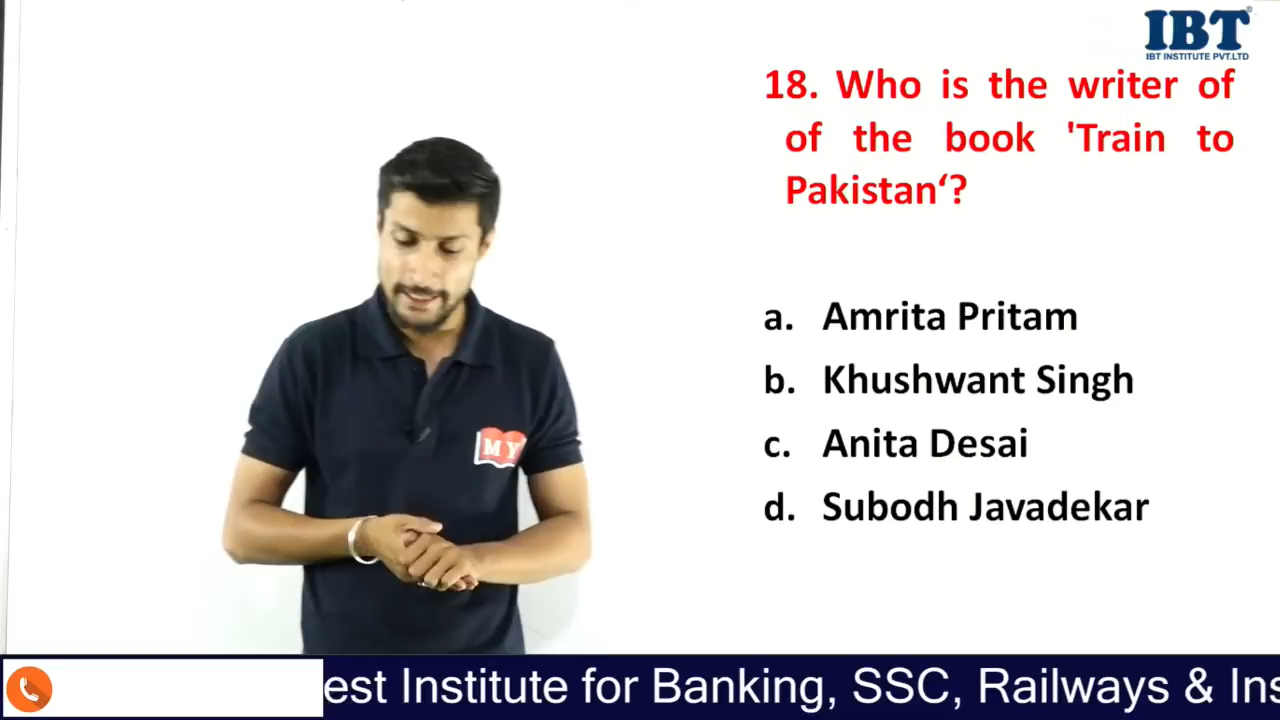 IBT
IBT INSTITUTE PVT.LTD
18. Who is the writer of
of the book 'Train to
Pakistan‘?
a. Amrita Pritam
b. Khushwant Singh
c. Anita Desai
d. Subodh Javadekar
M Y
est Institute for Banking, SSC, Railways & Ins